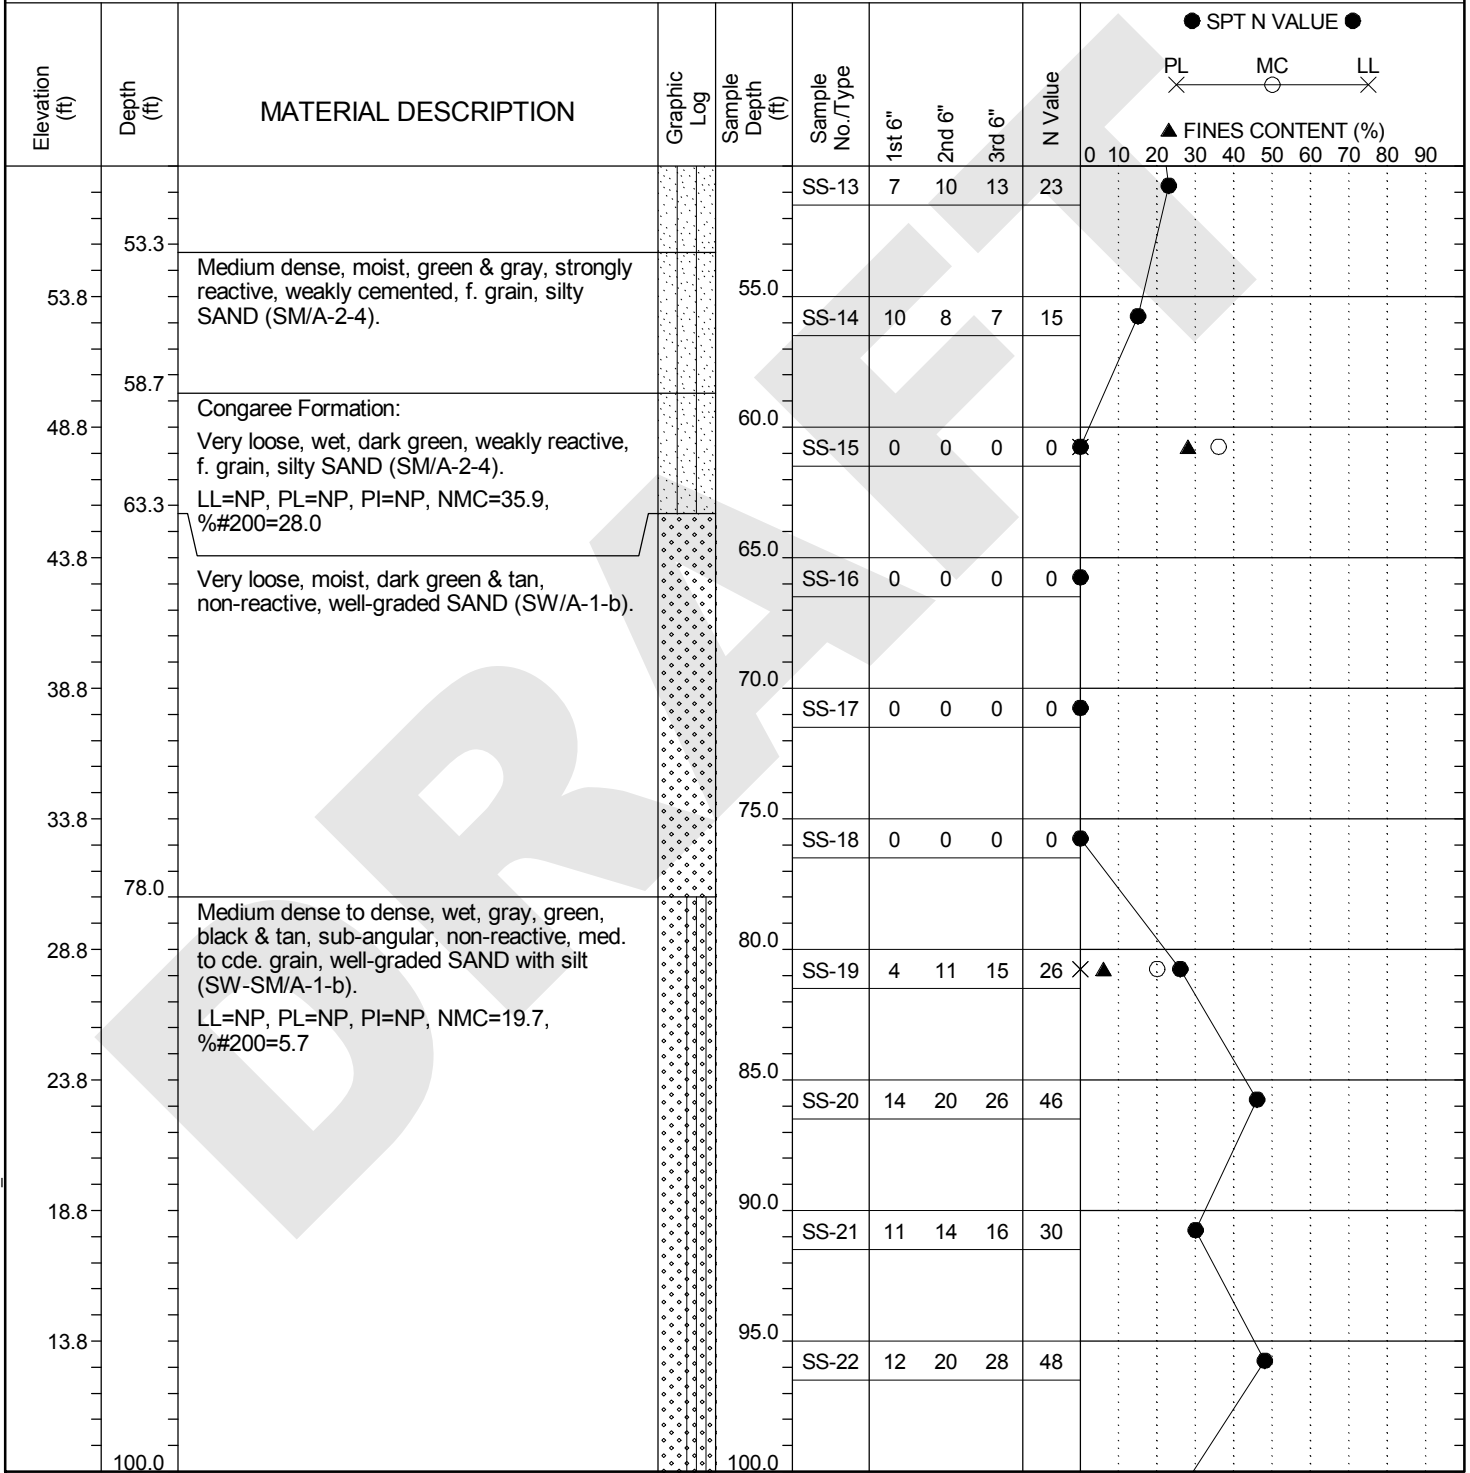 Elevation (ft)
Depth (ft)
MATERIAL DESCRIPTION
Graphic Log
Sample Depth (ft)
Sample No./Type
1st 6"
2nd 6"
3rd 6"
N Value
● SPT N VALUE ●
PL MC LL
▲ FINES CONTENT (%)
0 10 20 30 40 50 60 70 80 90
SS-13 7 10 13 23
53.3
Medium dense, moist, green & gray, strongly
reactive, weakly cemented, f. grain, silty
SAND (SM/A-2-4).
53.8
55.0
SS-14 10 8 7 15
58.7
Congaree Formation:
48.8
60.0
Very loose, wet, dark green, weakly reactive,
f. grain, silty SAND (SM/A-2-4).
SS-15 0 0 0 0
LL=NP, PL=NP, PI=NP, NMC=35.9,
%#200=28.0
63.3
43.8
65.0
Very loose, moist, dark green & tan,
non-reactive, well-graded SAND (SW/A-1-b).
SS-16 0 0 0 0
38.8
70.0
SS-17 0 0 0 0
33.8
75.0
SS-18 0 0 0 0
78.0
Medium dense to dense, wet, gray, green,
black & tan, sub-angular, non-reactive, med.
to cde. grain, well-graded SAND with silt
(SW-SM/A-1-b).
28.8
80.0
SS-19 4 11 15 26
LL=NP, PL=NP, PI=NP, NMC=19.7,
%#200=5.7
23.8
85.0
SS-20 14 20 26 46
18.8
90.0
SS-21 11 14 16 30
13.8
95.0
SS-22 12 20 28 48
100.0
100.0
DRAFT